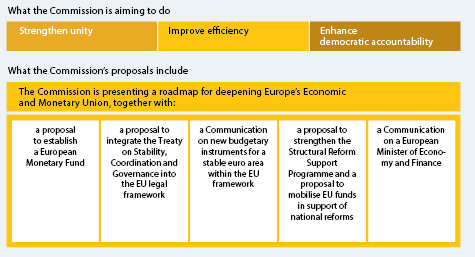 What the Commission is aiming to do
Strengthen unity
Improve efficiency
Enhance
democratic accountability
What the Commission's proposals include
The Commission is presenting a roadmap for deepening Europe's Economic
and Monetary Union, together with:
a proposal
to establish
a European
Monetary Fund
a proposal to
integrate the Treaty
on Stability,
Coordination and
Governance into
the EU legal
framework
a Communication
on new budgetary
instruments for a
stable euro area
within the EU
framework
a proposal to
strengthen the
Structural Reform
Support
Programme and a
proposal to
mobilise EU funds
in support of
national reforms
a Communication
on a European
Minister of Econo-
my and Finance